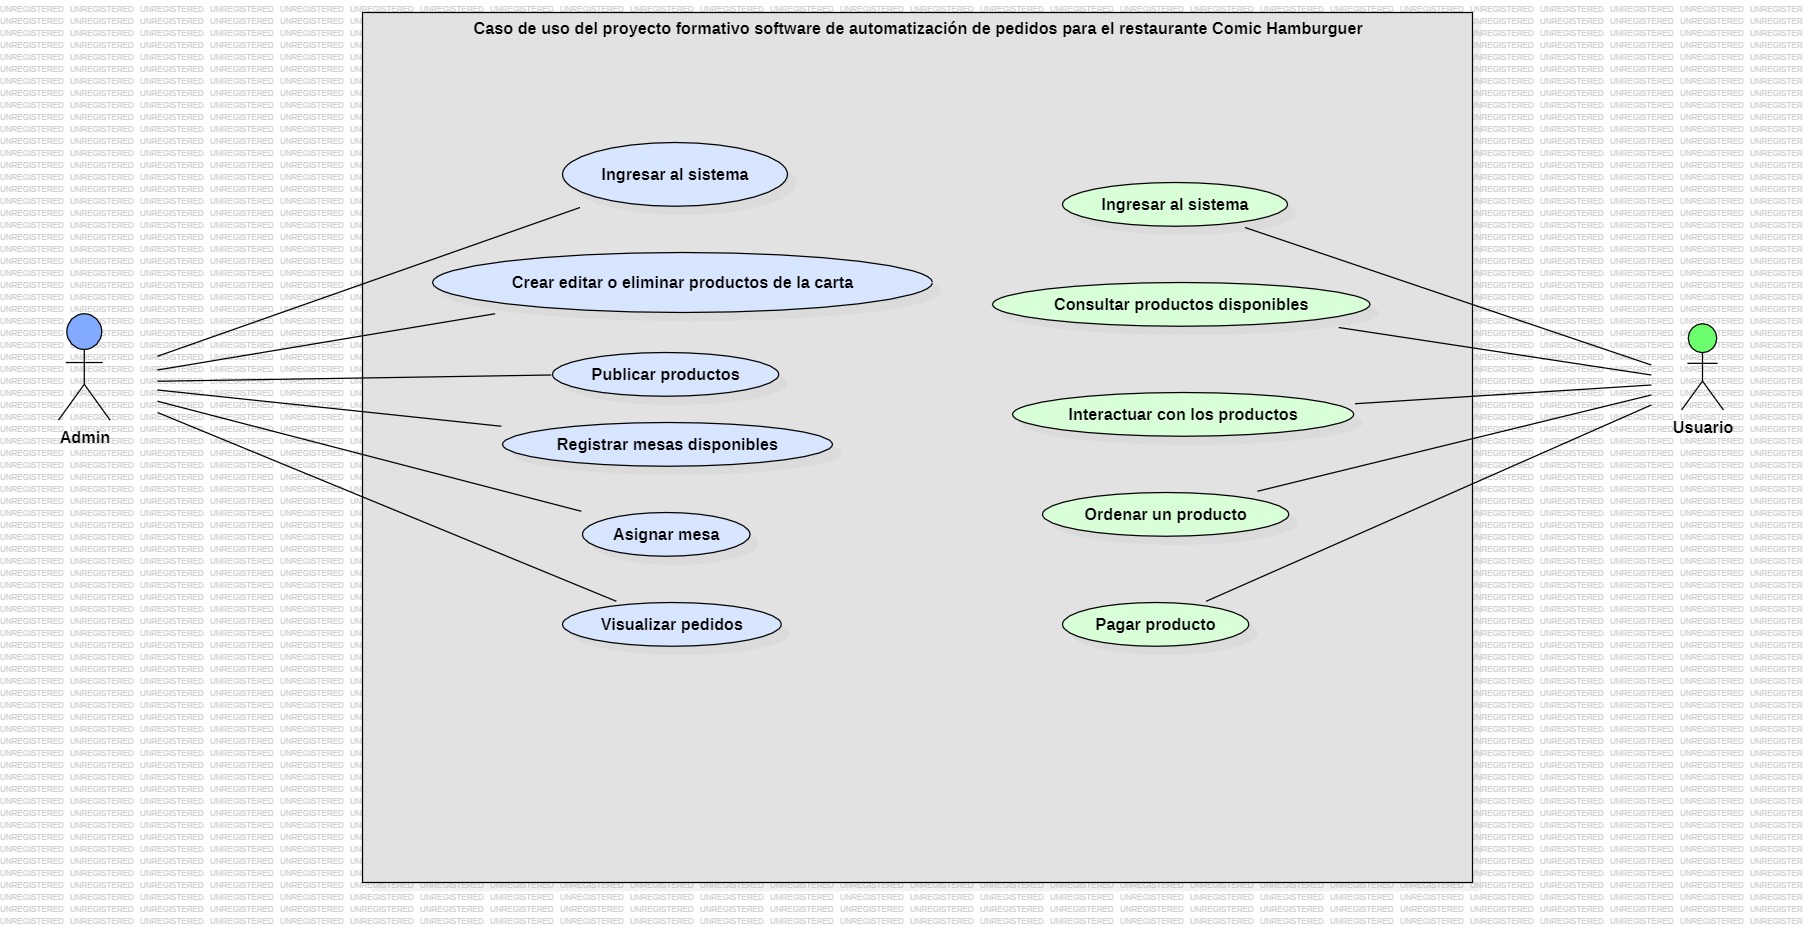 Caso de uso del proyecto formativo software de automatización de pedidos para el restaurante Comic Hamburguer
Ingresar al sistema
Crear editar o eliminar productos de la carta
Publicar productos
Registrar mesas disponibles
Asignar mesa
Visualizar pedidos
Admin
Ingresar al sistema
Consultar productos disponibles
Interactuar con los productos
Ordenar un producto
Pagar producto
Usuario
UNREGISTERED